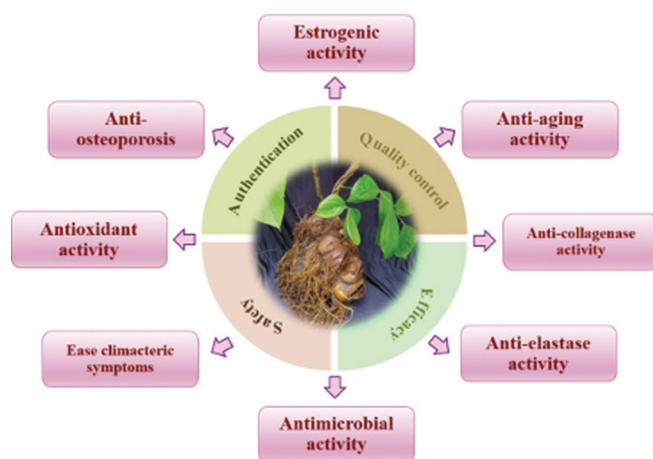 Estrogenic
activity
Anti-
osteoporosis
Anti-aging
activity
Authentication
Quality control
Antioxidant
activity
Anti-collagenase
activity
Safety
Efficacy
Ease climacteric
symptoms
Anti-elastase
activity
Antimicrobial
activity